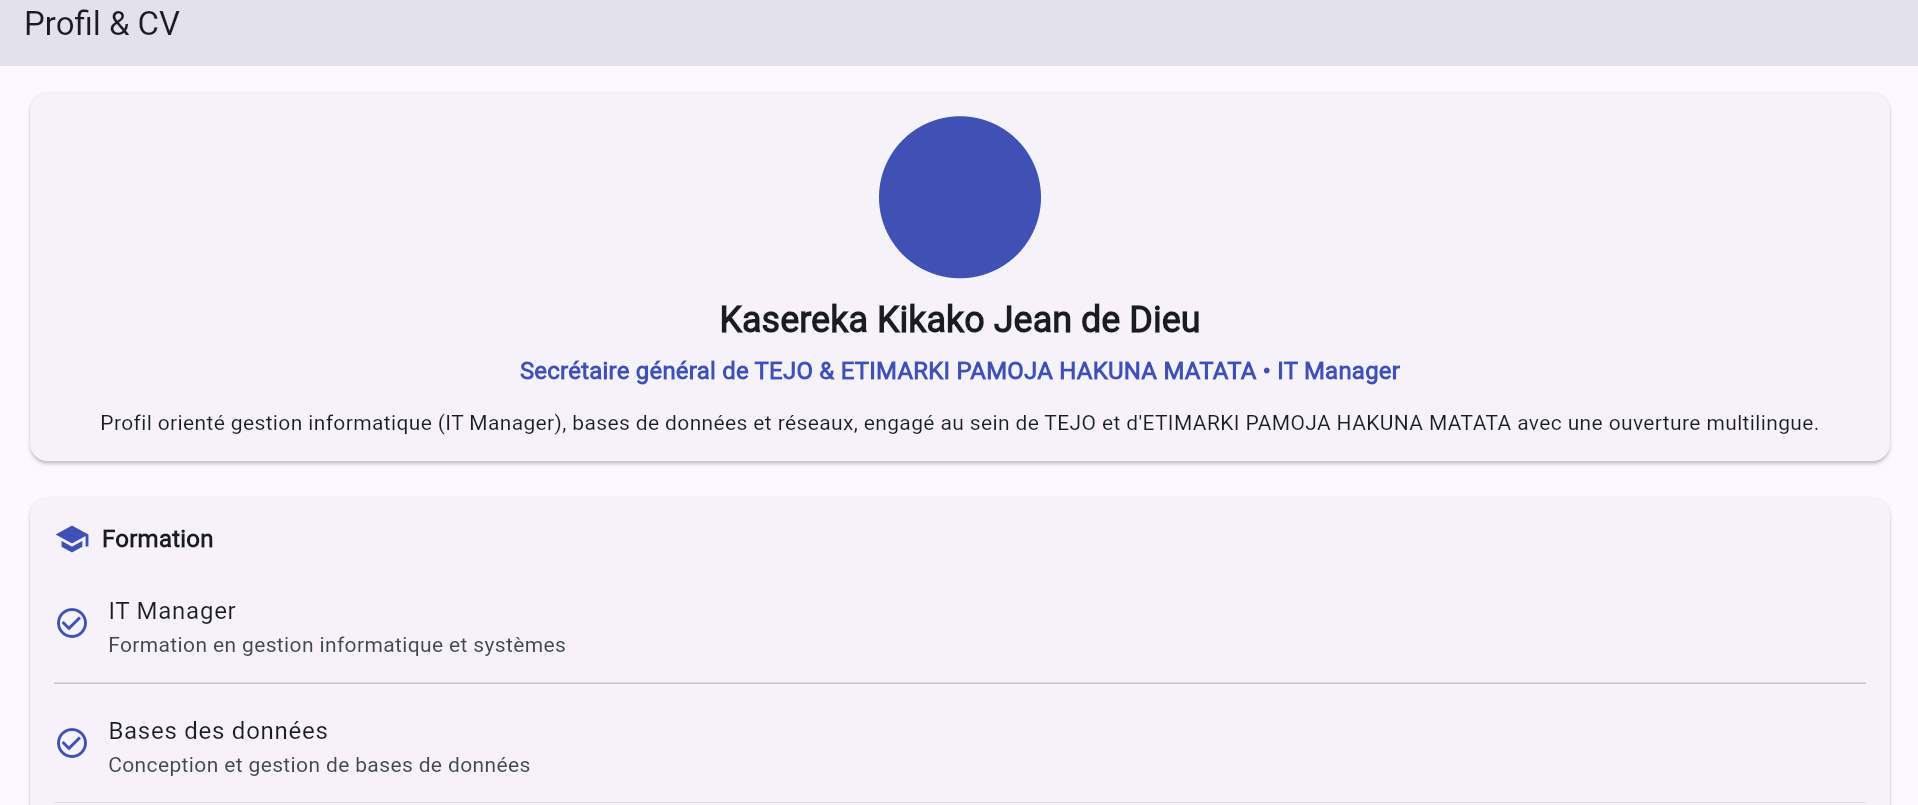 Profil & CV
Kasereka Kikako Jean de Dieu
Secrétaire général de TEJO & ETIMARKI PAMOJA HAKUNA MATATA • IT Manager
Profil orienté gestion informatique (IT Manager), bases de données et réseaux, engagé au sein de TEJO et d'ETIMARKI PAMOJA HAKUNA MATATA avec une ouverture multilingue.
Formation
IT Manager
Formation en gestion informatique et systèmes
Bases des données
Conception et gestion de bases de données